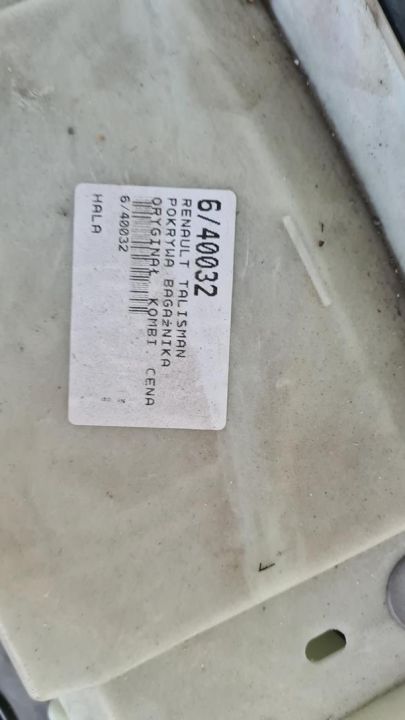 6/40032
RENAULT TALISMAN
POKRYWA BAGAŻNIKA
ORYGINAŁ KOMBI CENA
6/40032
HALA